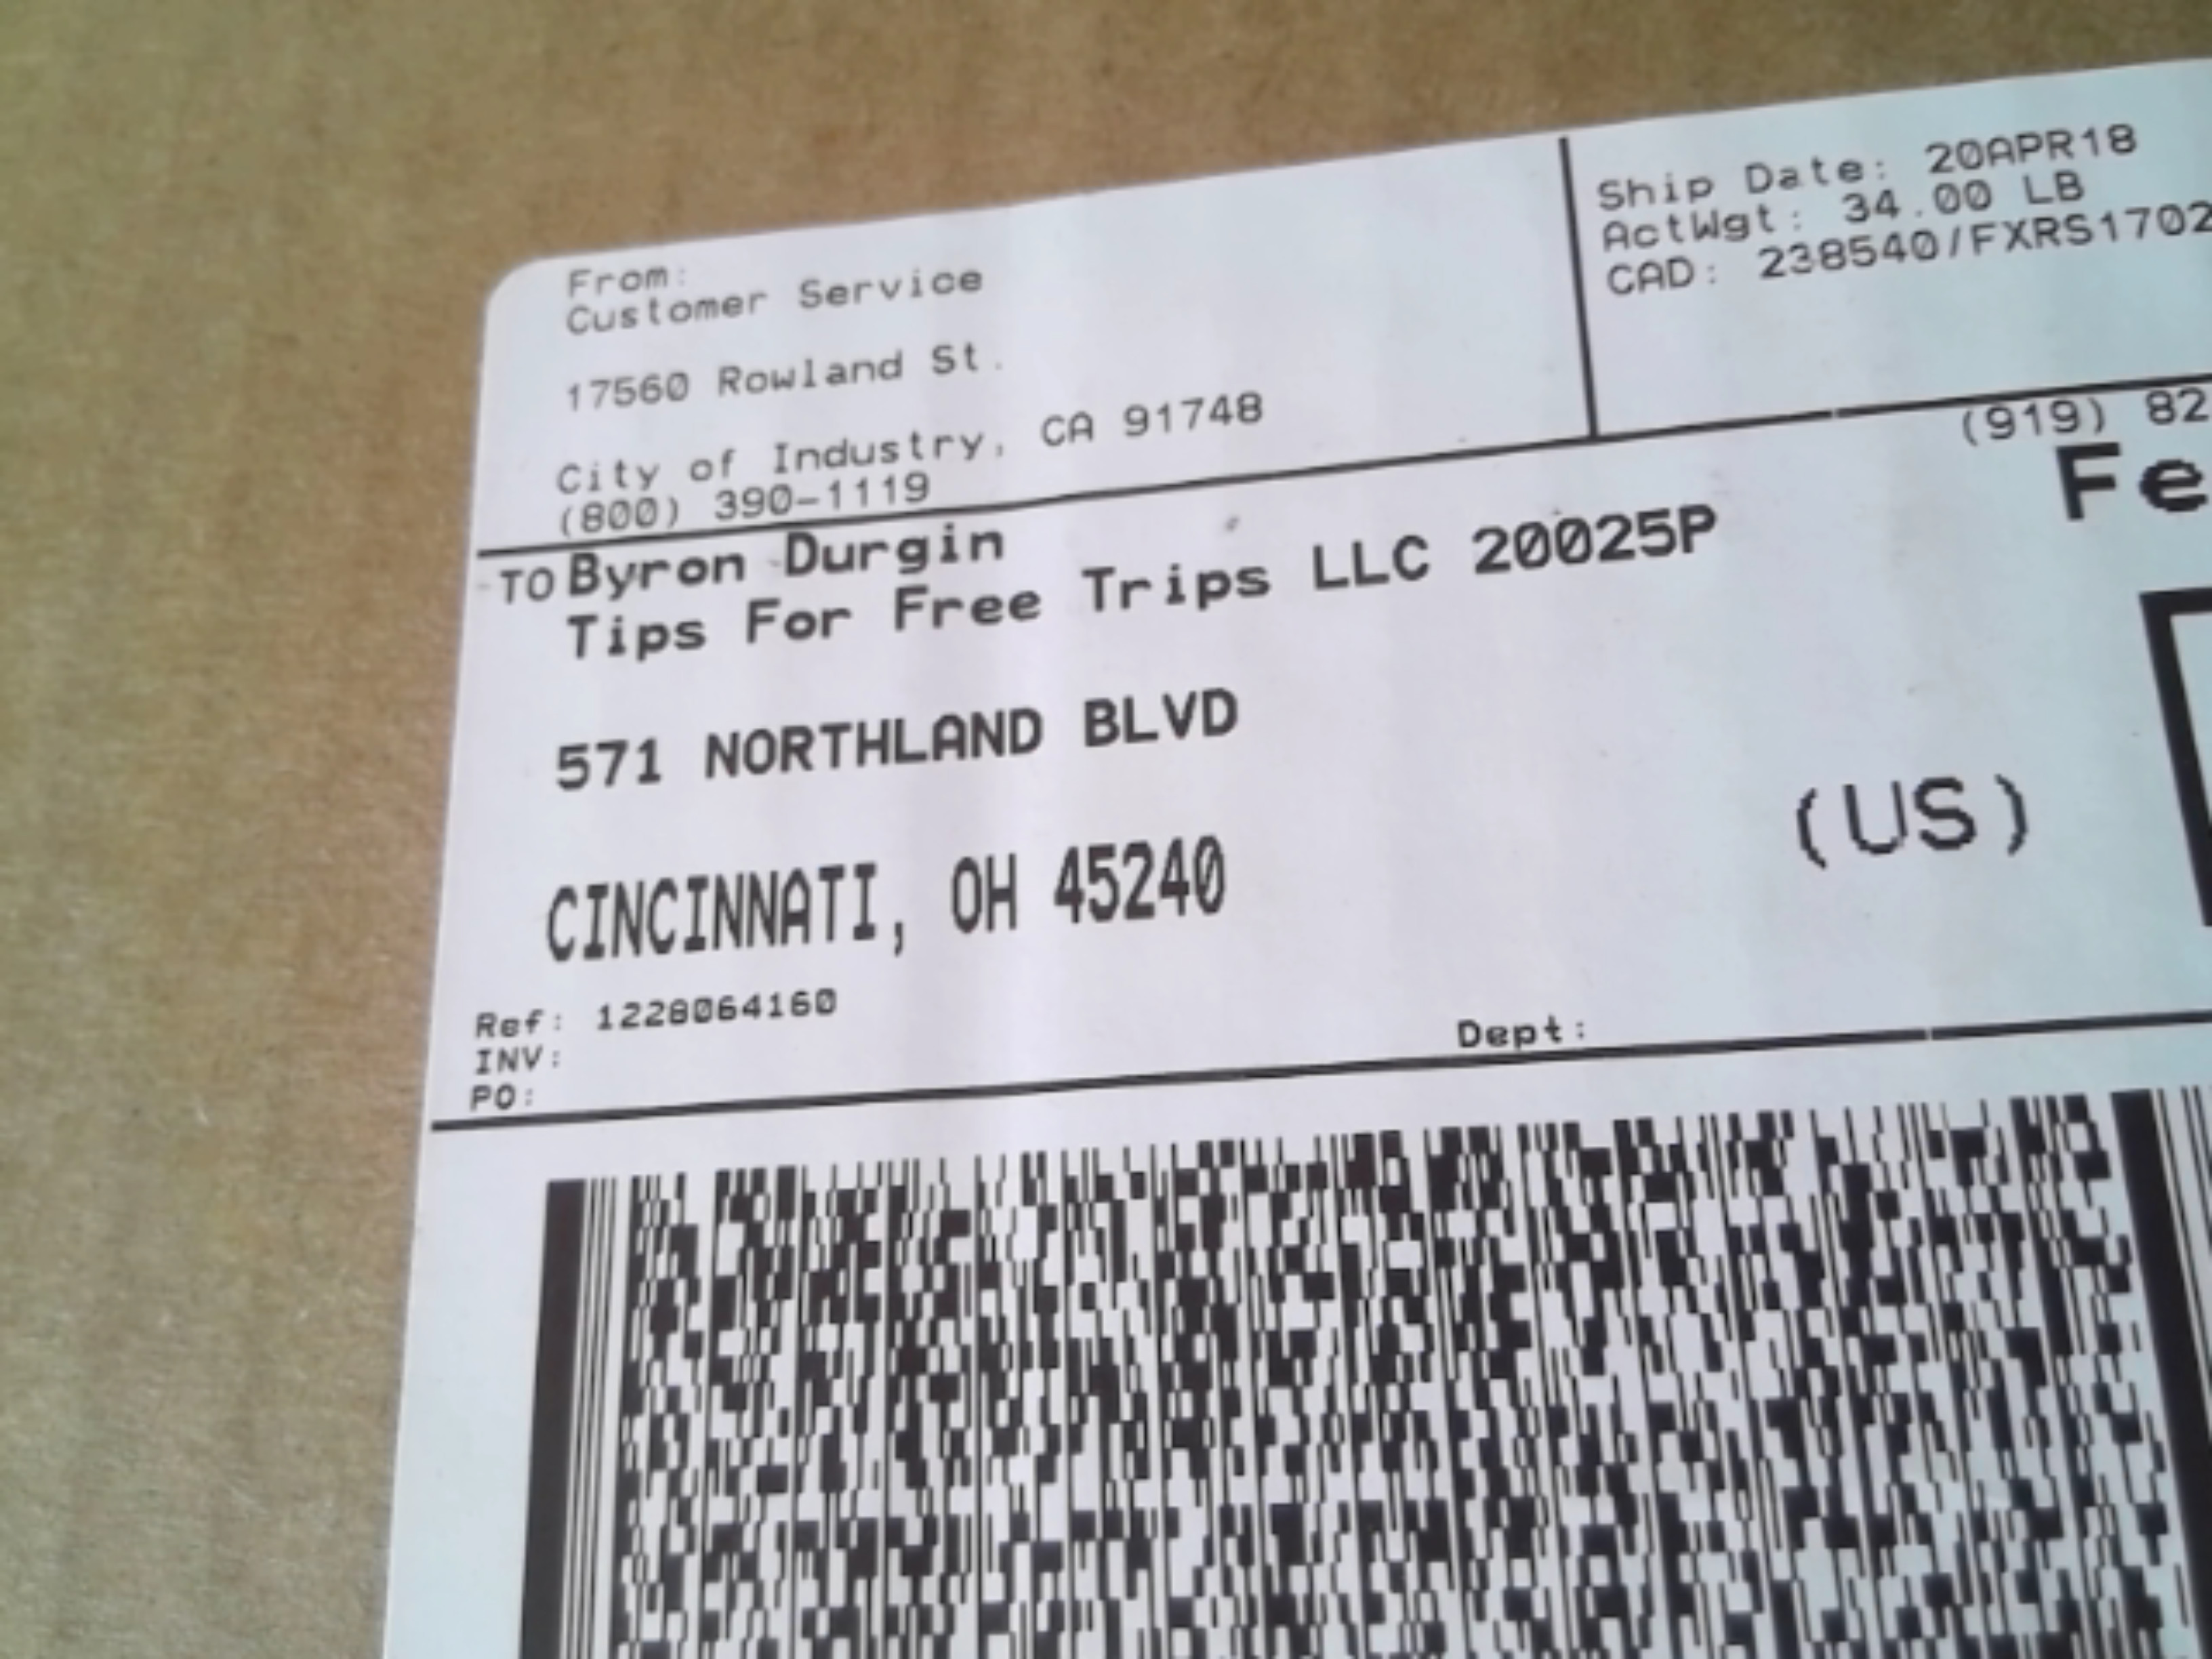 From:
Customer Service
17560 Rowland St.
City of Industry, CA 91748
(800) 390-1119
Ship Date: 20APR18
ActWgt: 34.00 LB
CAD: 238540/FXRS1702
(919) 82
Fe
TO Byron Durgin
Tips For Free Trips LLC 20025P
571 NORTHLAND BLVD
CINCINNATI, OH 45240
(US)
Ref: 1228064160
INV:
PO:
Dept: